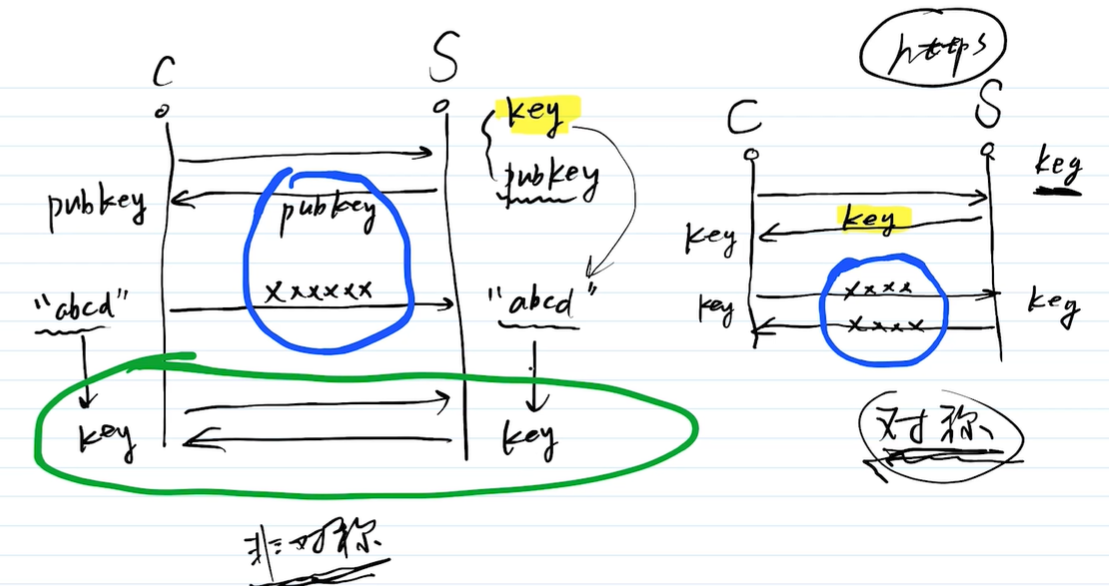 C S
key
pubkey
pubkey
pubkey
xxxxxx
"abcd" "abcd"
key key
非对称
https
C S
key
key
key
xxxx
key key
xxxx
对称